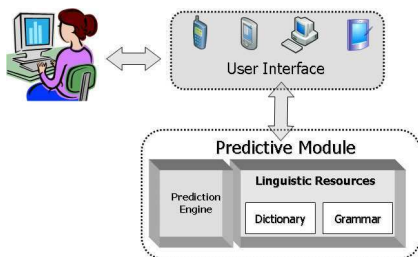 User Interface
Predictive Module
Prediction
Engine
Linguistic Resources
Dictionary
Grammar